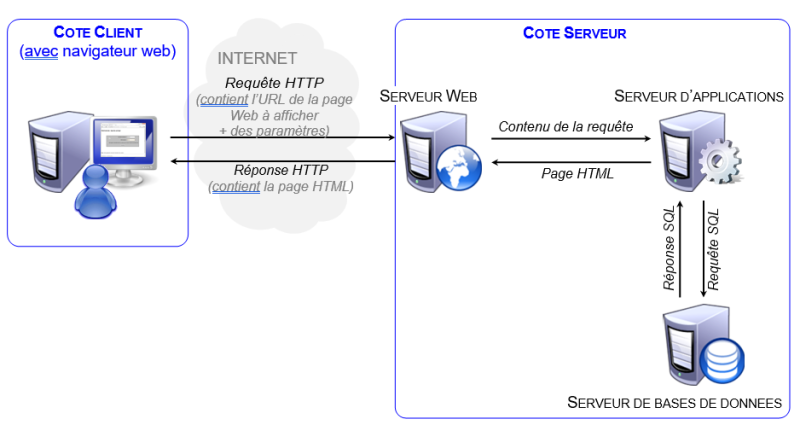 COTE CLIENT
(avec navigateur web)
INTERNET
Requête HTTP
(contient l'URL de la page
Web à afficher
+ des paramètres)
Réponse HTTP
(contient la page HTML)
COTE SERVEUR
SERVEUR WEB
SERVEUR D'APPLICATIONS
Contenu de la requête
Page HTML
Réponse SQL
Requête SQL
SERVEUR DE BASES DE DONNEES